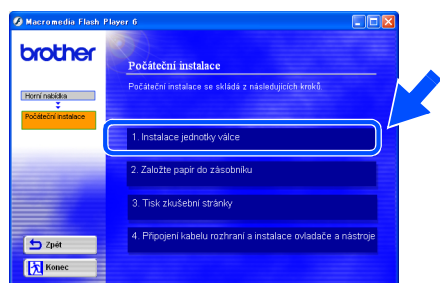 Macromedia Flash Player 6
brother
Počáteční instalace
Počáteční instalace se skládá z následujících kroků
Horní nabídka
Počáteční instalace
1. Instalace jednotky válce
2. Založte papír do zásobníku
3. Tisk zkušební stránky
4. Připojení kabelu rozhraní a instalace ovladače a nástroje
Zpět
Konec